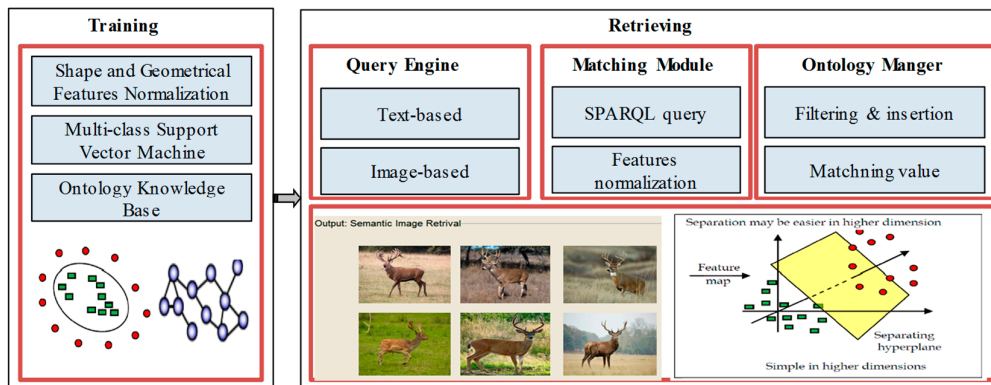 Training
Shape and Geometrical
Features Normalization
Multi-class Support
Vector Machine
Ontology Knowledge
Base
Retrieving
Query Engine
Text-based
Image-based
Matching Module
SPARQL query
Features
normalization
Ontology Manger
Filtering & insertion
Matchning value
Output: Semantic Image Retrival
Separation may be easier in higher dimension
Feature
map
Separating
hyperplane
Simple in higher dimensions